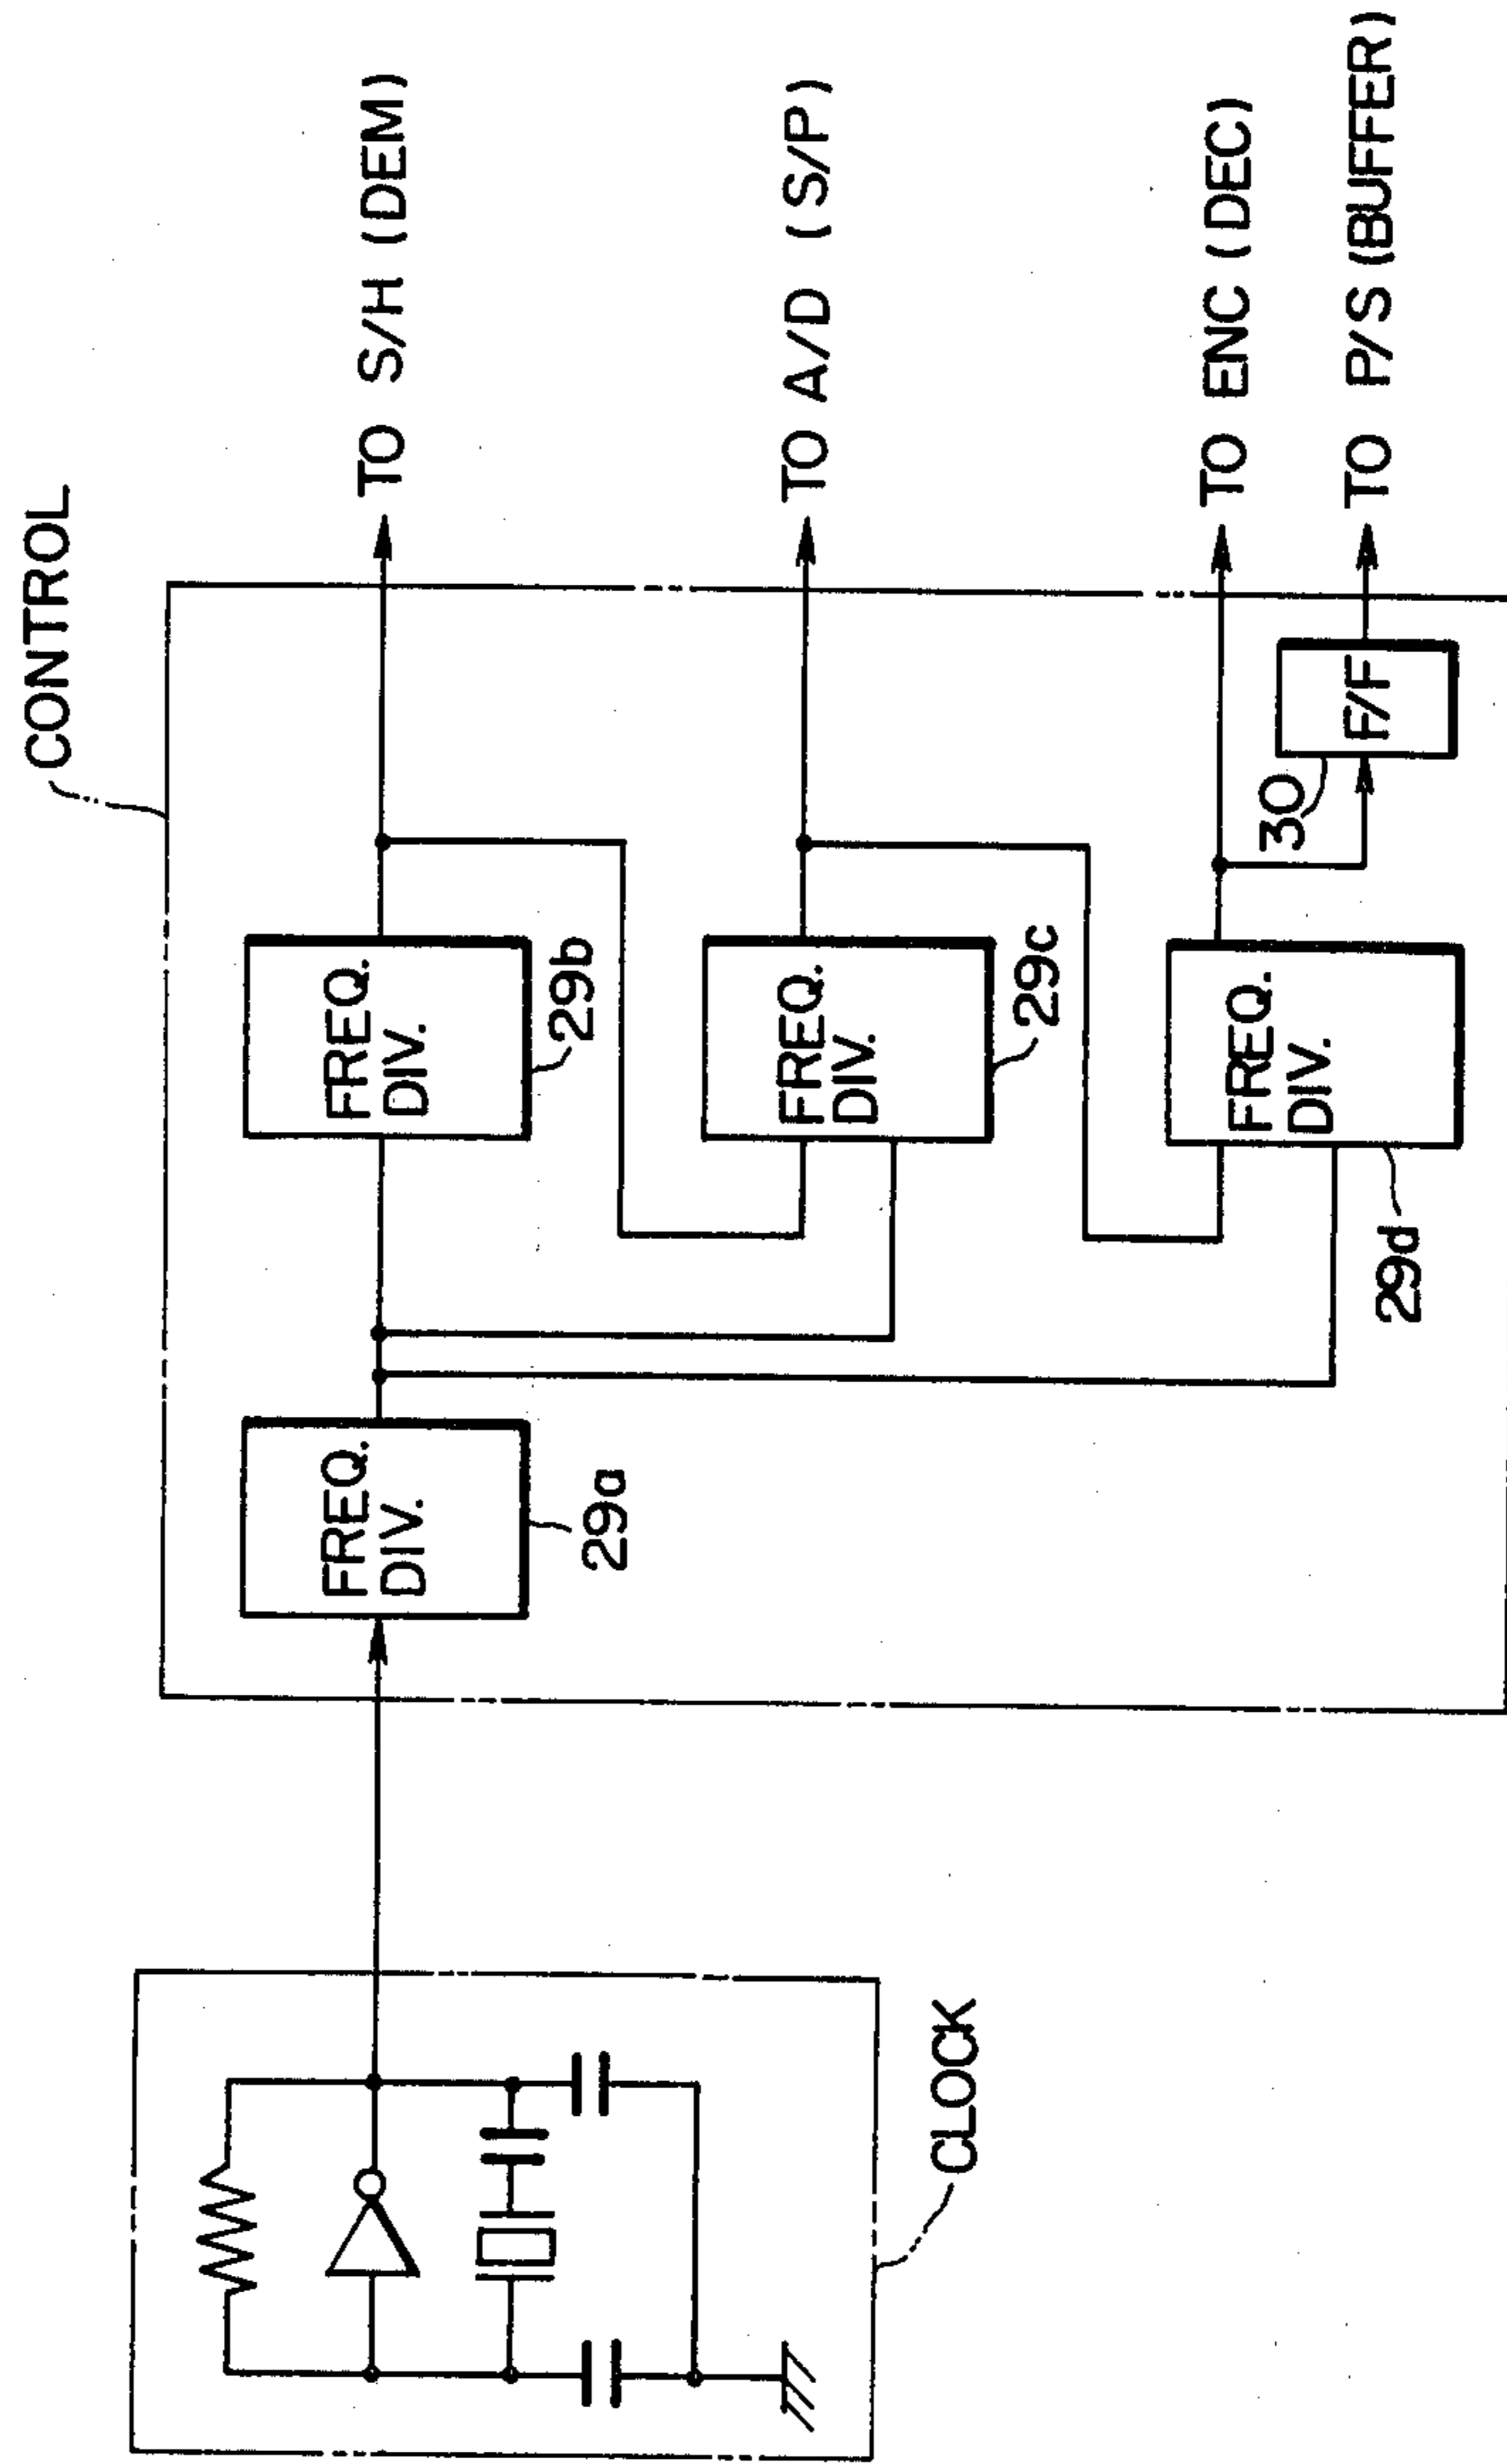 CONTROL
TO S/H (DEM)
FREQ.
DIV.
29a
FREQ.
DIV.
29b
TO A/D (S/P)
FREQ.
DIV.
29c
TO ENC (DEC)
FREQ.
DIV.
29d
30
F/F
TO P/S (BUFFER)
CLOCK